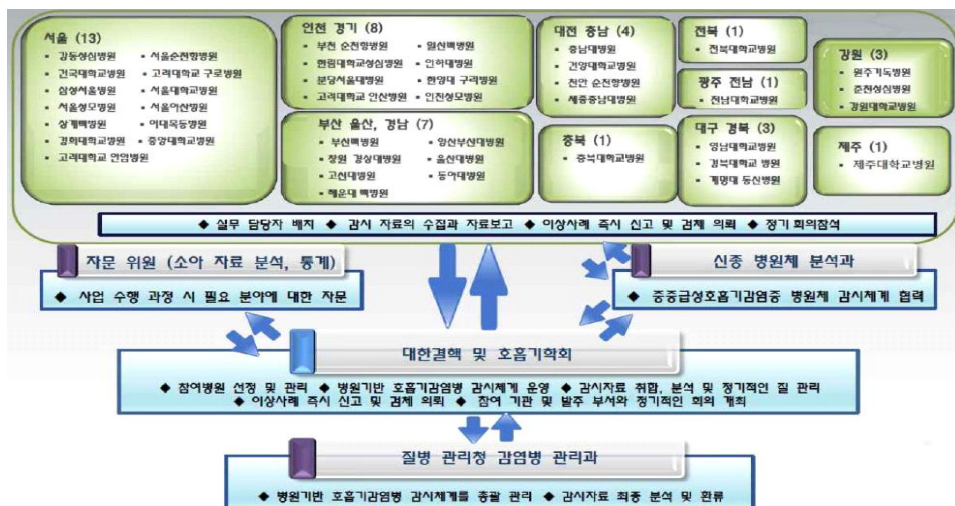 서울 (13)
• 강동성심병원 • 서울순천향병원
• 건국대학교병원 • 고려대학교 구로병원
• 삼성서울병원 • 서울대학교병원
• 서울성모병원 • 서울아산병원
• 상계백병원 • 이대목동병원
• 경희대학교병원 • 중앙대학교병원
• 고려대학교 안암병원
인천 경기 (8)
• 부천 순천향병원 • 일산백병원
• 한림대학교성심병원 • 인하대병원
• 분당서울대병원 • 한양대 구리병원
• 고려대학교 안산병원 • 인천성모병원
부산 울산, 경남 (7)
• 부산백병원 • 양산부산대병원
• 창원 경상대병원 • 울산대병원
• 고신대병원 • 동아대병원
• 해운대 백병원
대전 충남 (4)
• 충남대병원
• 건양대학교병원
• 천안 순천향병원
• 세종충남대병원
충북 (1)
• 충북대학교병원
전북 (1)
• 전북대학교병원
광주 전남 (1)
• 전남대학교병원
대구 경북 (3)
• 영남대학교병원
• 경북대학교 병원
• 계명대 동산병원
강원 (3)
• 원주기독병원
• 춘천성심병원
• 강원대학교병원
제주 (1)
• 제주대학교병원
◆ 실무 담당자 배치 ◆ 감시 자료의 수집과 자료보고 ◆ 이상사례 즉시 신고 및 검체 의뢰 ◆ 정기 회의참석
자문 위원 (소아 자료 분석, 통계)
◆ 사업 수행 과정 시 필요 분야에 대한 자문
신종 병원체 분석과
◆ 중증급성호흡기감염증 병원체 감시체계 협력
대한결핵 및 호흡기학회
◆ 참여병원 선정 및 관리 ◆ 병원기반 호흡기감염병 감시체계 운영 ◆ 감시자료 취합, 분석 및 정기적인 질 관리
◆ 이상사례 즉시 신고 및 검체 의뢰 ◆ 참여 기관 및 발주 부서와 정기적인 회의 개최
질병 관리청 감염병 관리과
◆ 병원기반 호흡기감염병 감시체계를 총괄 관리 ◆ 감시자료 최종 분석 및 환류